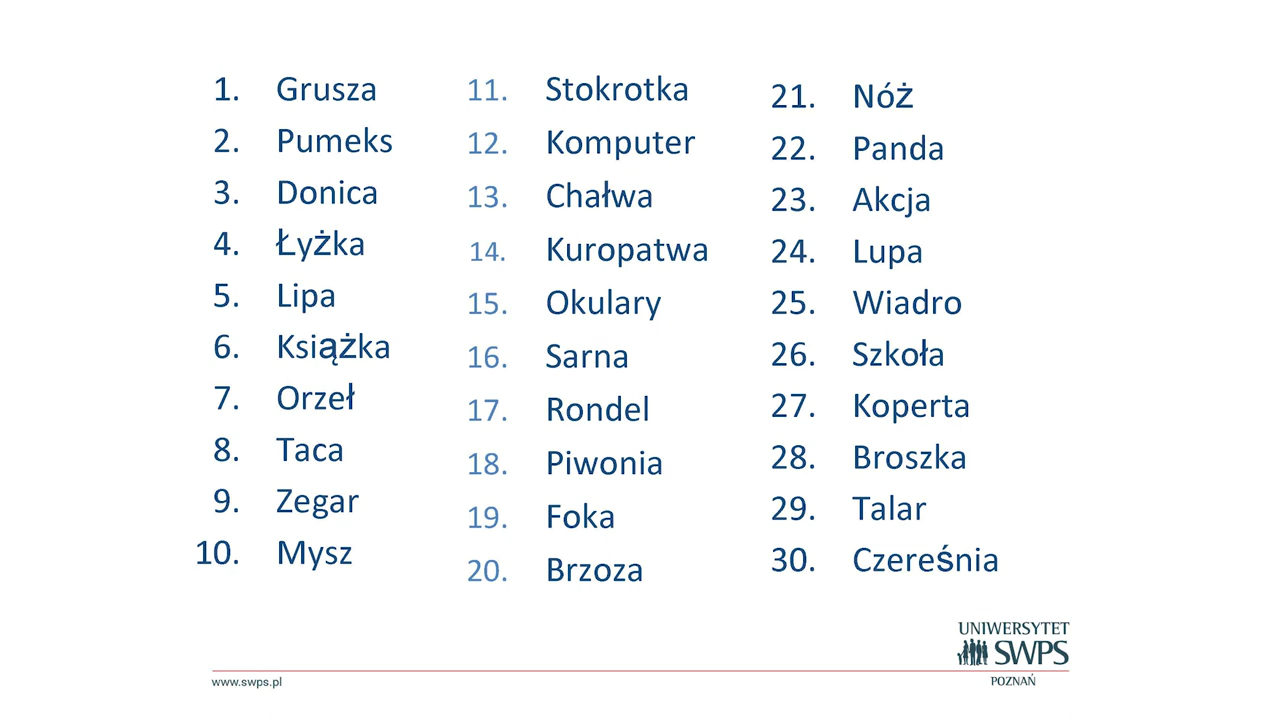 1. Grusza
2. Pumeks
3. Donica
4. Łyżka
5. Lipa
6. Książka
7. Orzeł
8. Taca
9. Zegar
10. Mysz
11. Stokrotka
12. Komputer
13. Chałwa
14. Kuropatwa
15. Okulary
16. Sarna
17. Rondel
18. Piwonia
19. Foka
20. Brzoza
21. Nóż
22. Panda
23. Akcja
24. Lupa
25. Wiadro
26. Szkoła
27. Koperta
28. Broszka
29. Talar
30. Czereśnia
UNIWERSYTET
SWPS
POZNAŃ
www.swps.pl